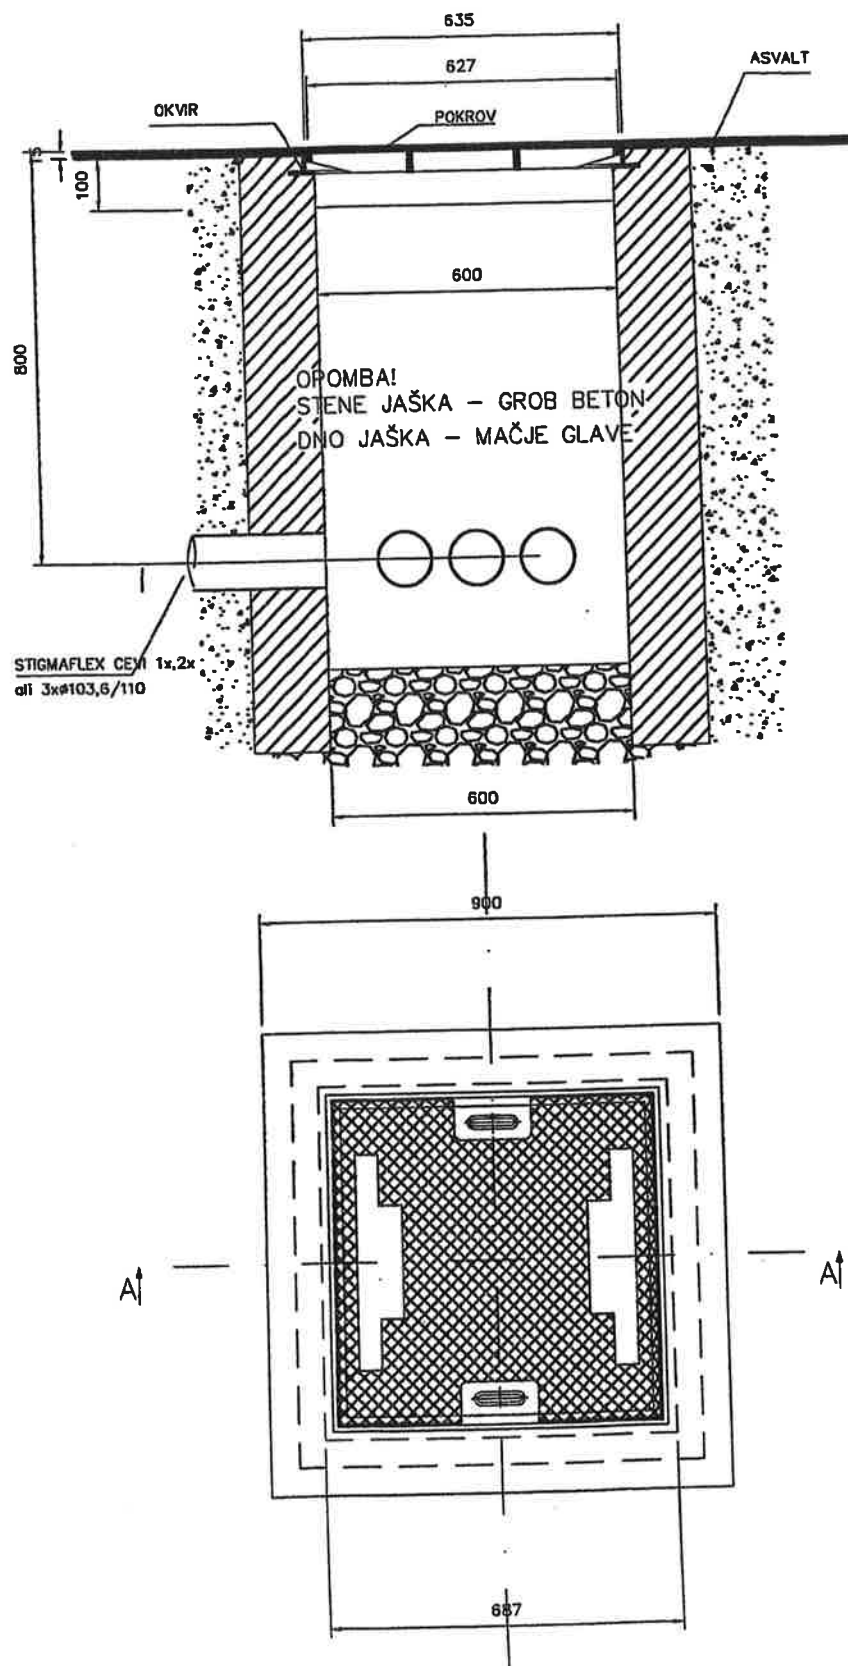 635
627
ASVALT
OKVIR
POKROV
15
100
600
800
OPOMBA!
STENE JAŠKA – GROB BETON
DNO JAŠKA – MAČJE GLAVE
STIGMAFLEX CEVI 1x,2x
ali 3xø103,6/110
600
900
A
A
687